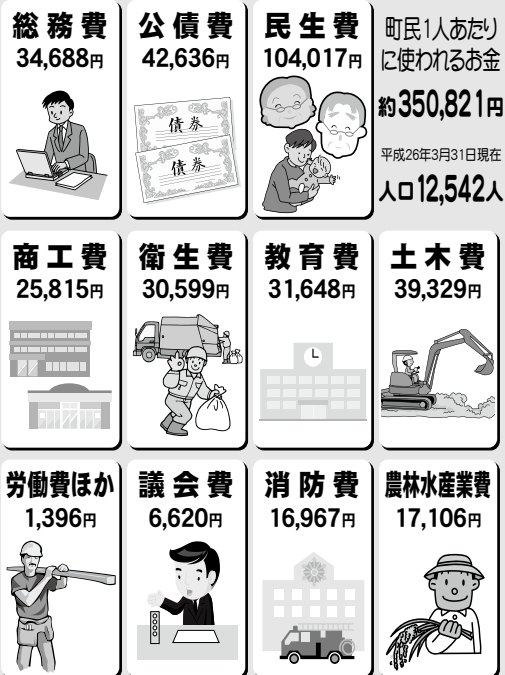 総務費
34,688円
債券
債券
公債費
42,636円
民生費
104,017円
町民1人あたり
に使われるお金
約350,821円
平成26年3月31日現在
人口12,542人
商工費
25,815円
衛生費
30,599円
教育費
31,648円
土木費
39,329円
労働費ほか
1,396円
議会費
6,620円
消防費
16,967円
農林水産業費
17,106円